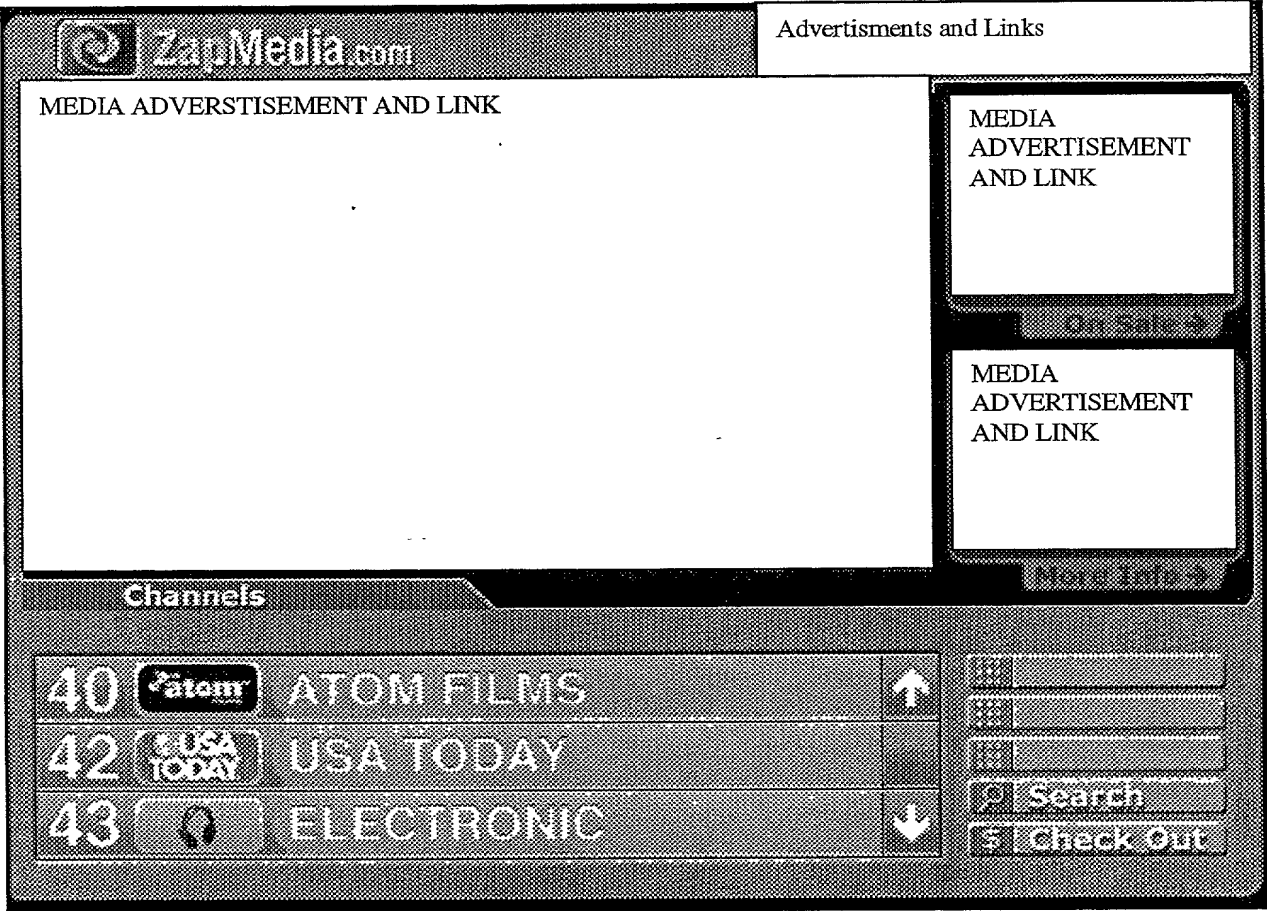 ZapMedia.com
Advertisments and Links
MEDIA ADVERSTISEMENT AND LINK
MEDIA
ADVERTISEMENT
AND LINK
On Sale →
MEDIA
ADVERTISEMENT
AND LINK
More Info →
Channels
40 atom ATOM FILMS
42 USA TODAY USA TODAY
43 ELECTRONIC
Search
$ Check Out